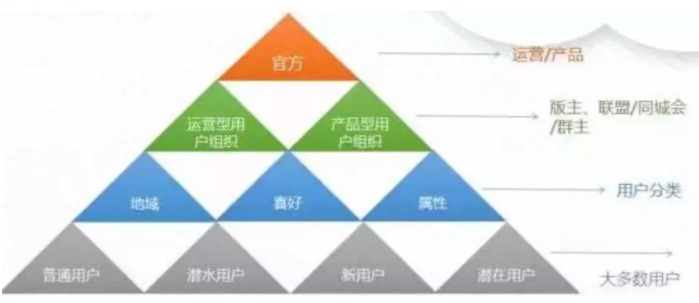 官方
运营/产品
运营型用
户组织
产品型用
户组织
版主、联盟/同城会
/群主
地域
喜好
属性
用户分类
普通用户
潜水用户
新用户
潜在用户
大多数用户